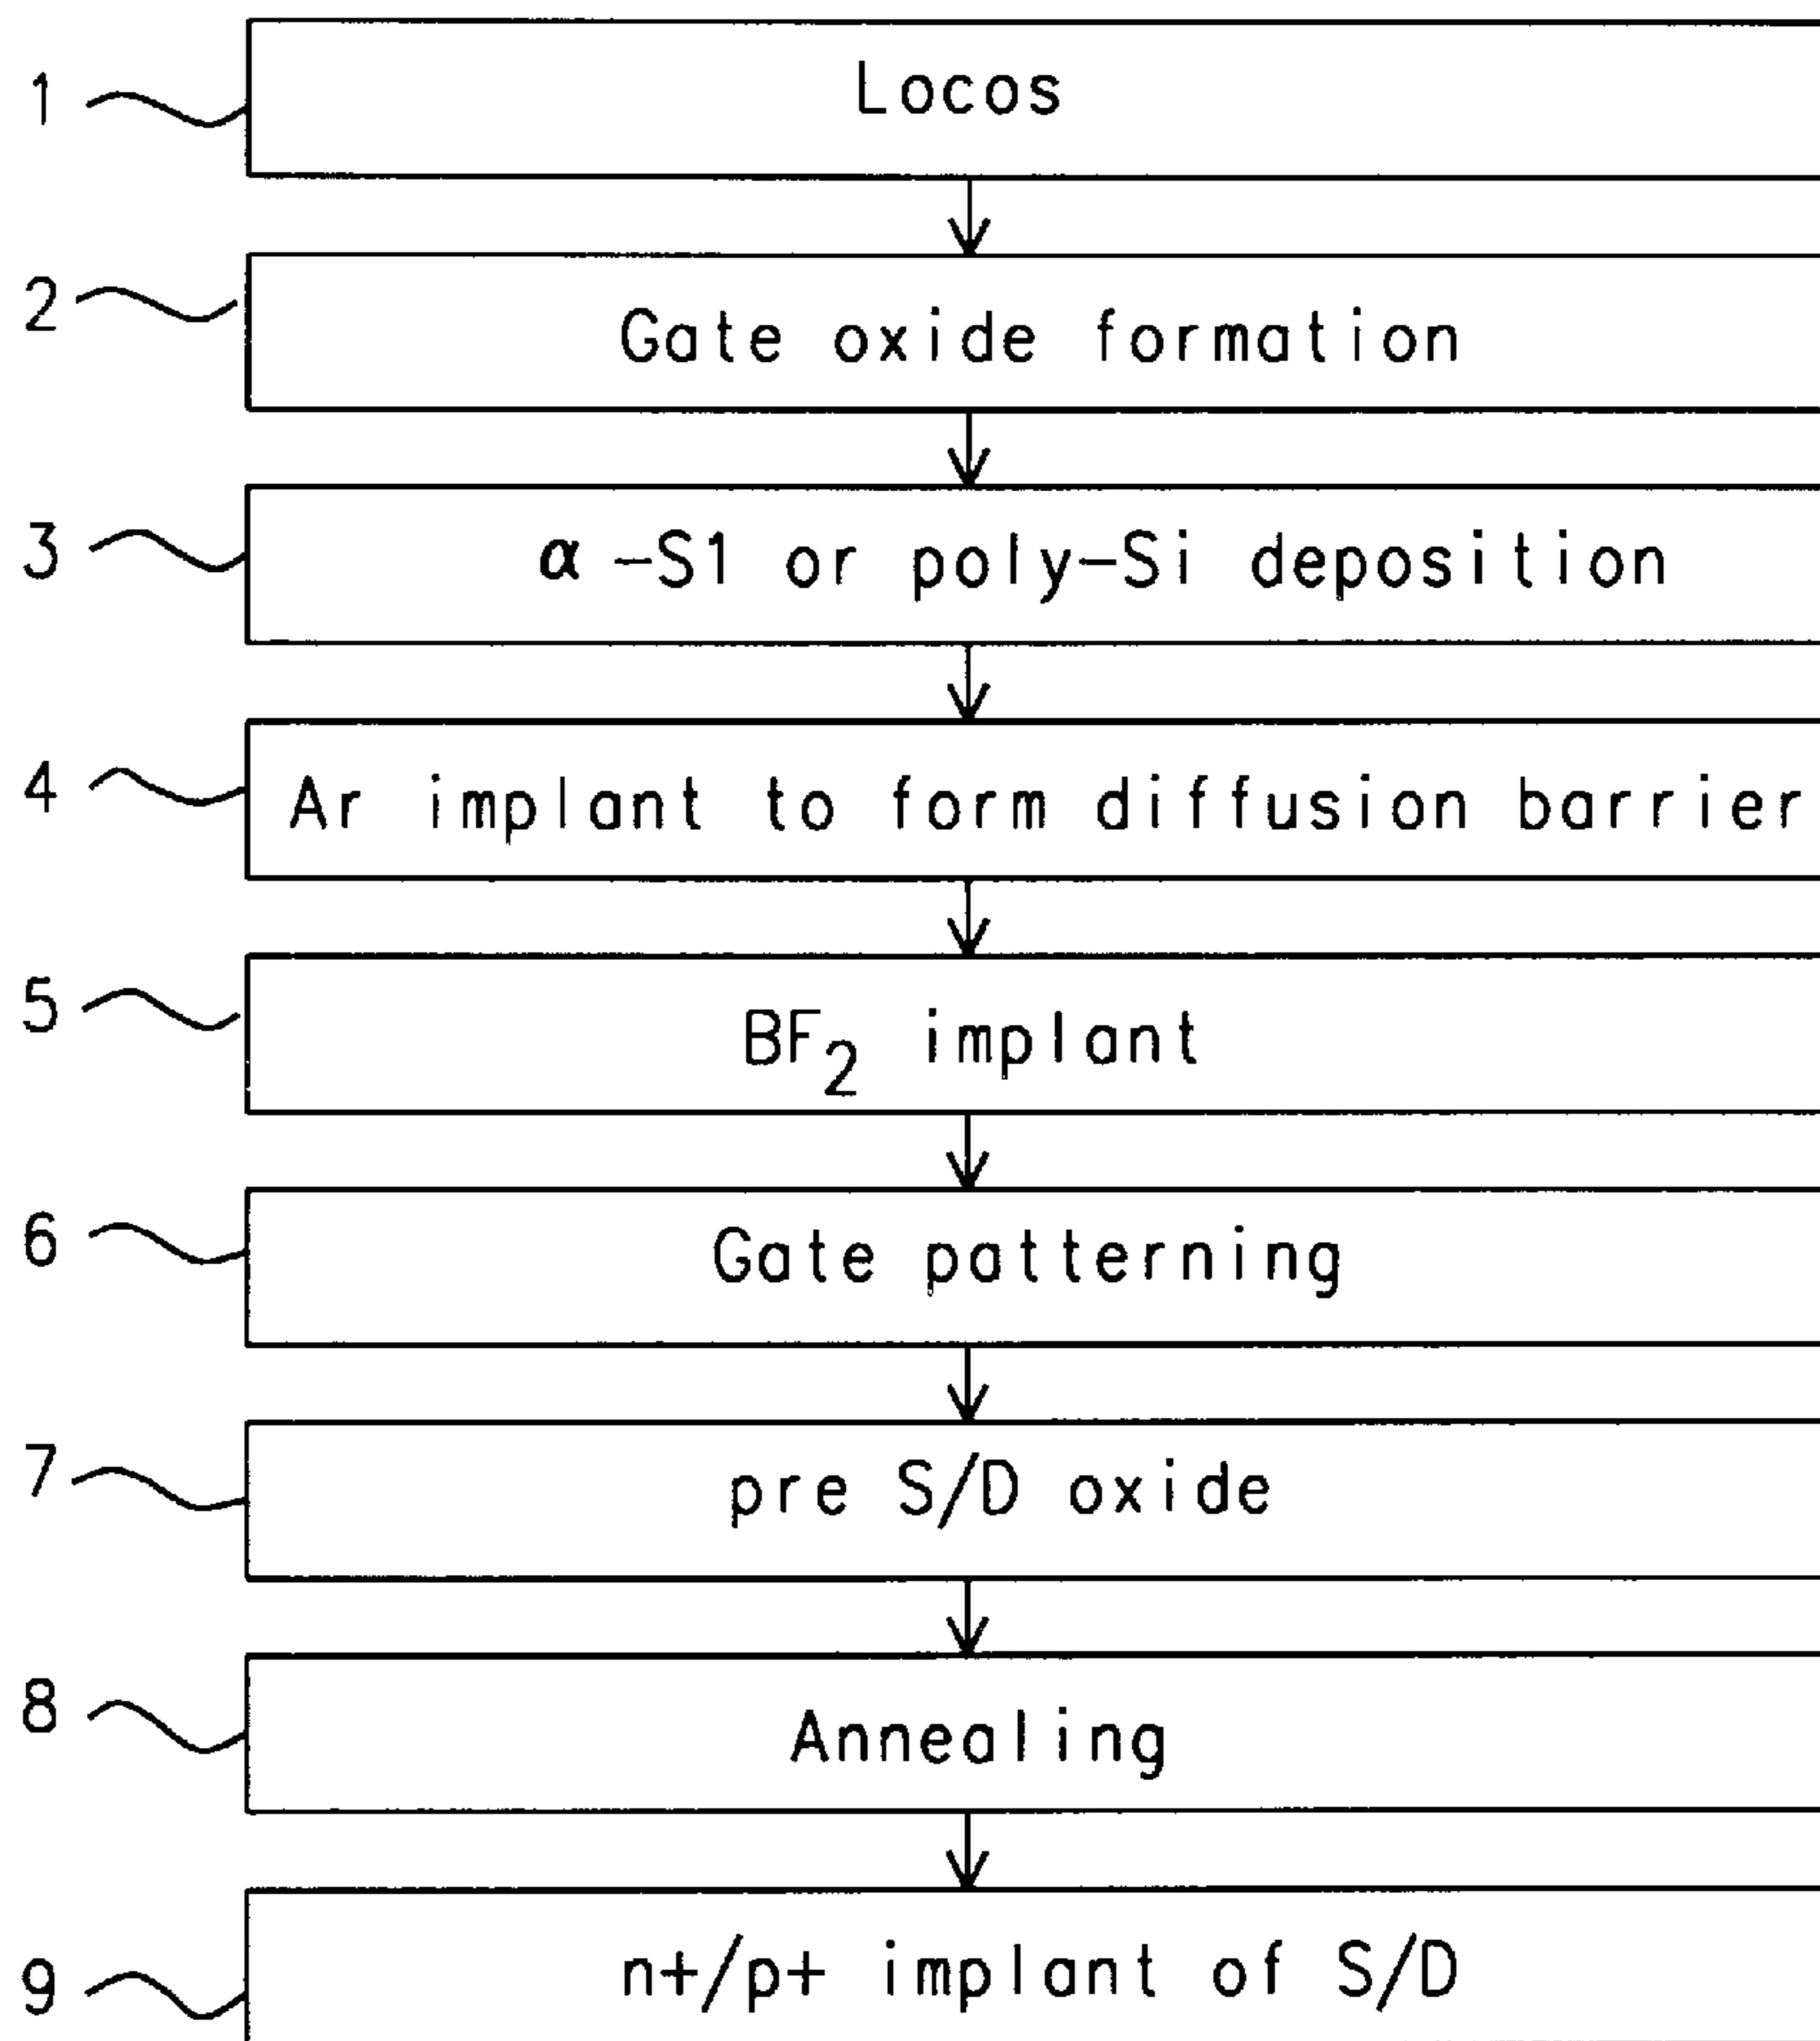 1 Locos
2 Gate oxide formation
3 α-S1 or poly-Si deposition
4 Ar implant to form diffusion barrier
5 BF₂ implant
6 Gate patterning
7 pre S/D oxide
8 Annealing
9 n+/p+ implant of S/D